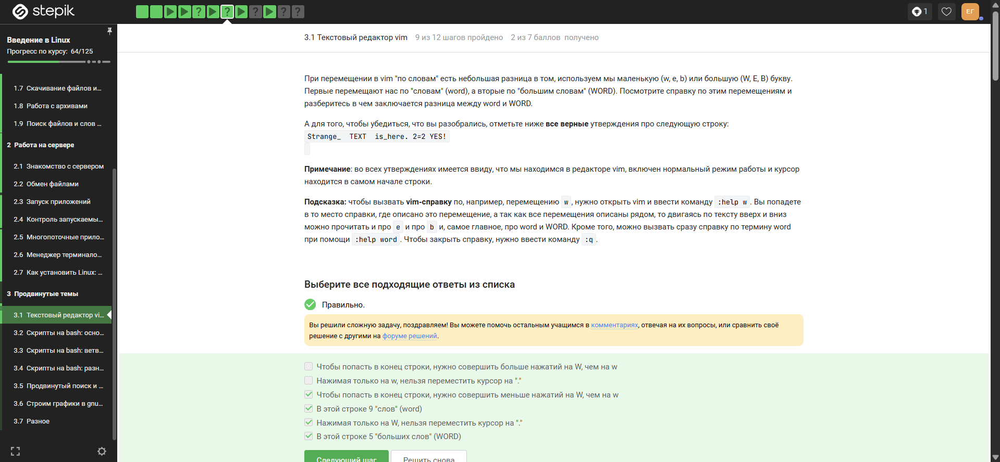 stepik
? ? ? ?  ?
1
ЕГ
Введение в Linux
Прогресс по курсу: 64/125
1.7 Скачивание файлов и...
1.8 Работа с архивами
1.9 Поиск файлов и слов ...
2 Работа на сервере
2.1 Знакомство с сервером
2.2 Обмен файлами
2.3 Запуск приложений
2.4 Контроль запускаемы...
2.5 Многопоточные прило...
2.6 Менеджер терминало...
2.7 Как установить Linux: ...
3 Продвинутые темы
3.1 Текстовый редактор vi...
3.2 Скрипты на bash: осно...
3.3 Скрипты на bash: ветв...
3.4 Скрипты на bash: разн...
3.5 Продвинутый поиск и ...
3.6 Строим графики в gnu...
3.7 Разное
3.1 Текстовый редактор vim 9 из 12 шагов пройдено 2 из 7 баллов получено
При перемещении в vim "по словам" есть небольшая разница в том, используем мы маленькую (w, e, b) или большую (W, E, B) букву.
Первые перемещают нас по "словам" (word), а вторые по "большим словам" (WORD). Посмотрите справку по этим перемещениям и
разберитесь в чем заключается разница между word и WORD.
А для того, чтобы убедиться, что вы разобрались, отметьте ниже все верные утверждения про следующую строку:
Strange_  TEXT  is_here. 2=2 YES!
Примечание: во всех утверждениях имеется ввиду, что мы находимся в редакторе vim, включен нормальный режим работы и курсор
находится в самом начале строки.
Подсказка: чтобы вызвать vim-справку по, например, перемещению w, нужно открыть vim и ввести команду :help w. Вы попадете
в то место справки, где описано это перемещение, а так как все перемещения описаны рядом, то двигаясь по тексту вверх и вниз
можно прочитать и про e и про b и, самое главное, про word и WORD. Кроме того, можно вызвать сразу справку по термину word
при помощи :help word. Чтобы закрыть справку, нужно ввести команду :q.
Выберите все подходящие ответы из списка
Правильно.
Вы решили сложную задачу, поздравляем! Вы можете помочь остальным учащимся в комментариях, отвечая на их вопросы, или сравнить своё
решение с другими на форуме решений.
Чтобы попасть в конец строки, нужно совершить больше нажатий на W, чем на w
Нажимая только на w, нельзя переместить курсор на "."
Чтобы попасть в конец строки, нужно совершить меньше нажатий на W, чем на w
В этой строке 9 "слов" (word)
Нажимая только на W, нельзя переместить курсор на "."
В этой строке 5 "больших слов" (WORD)
Следующий шаг Решить снова